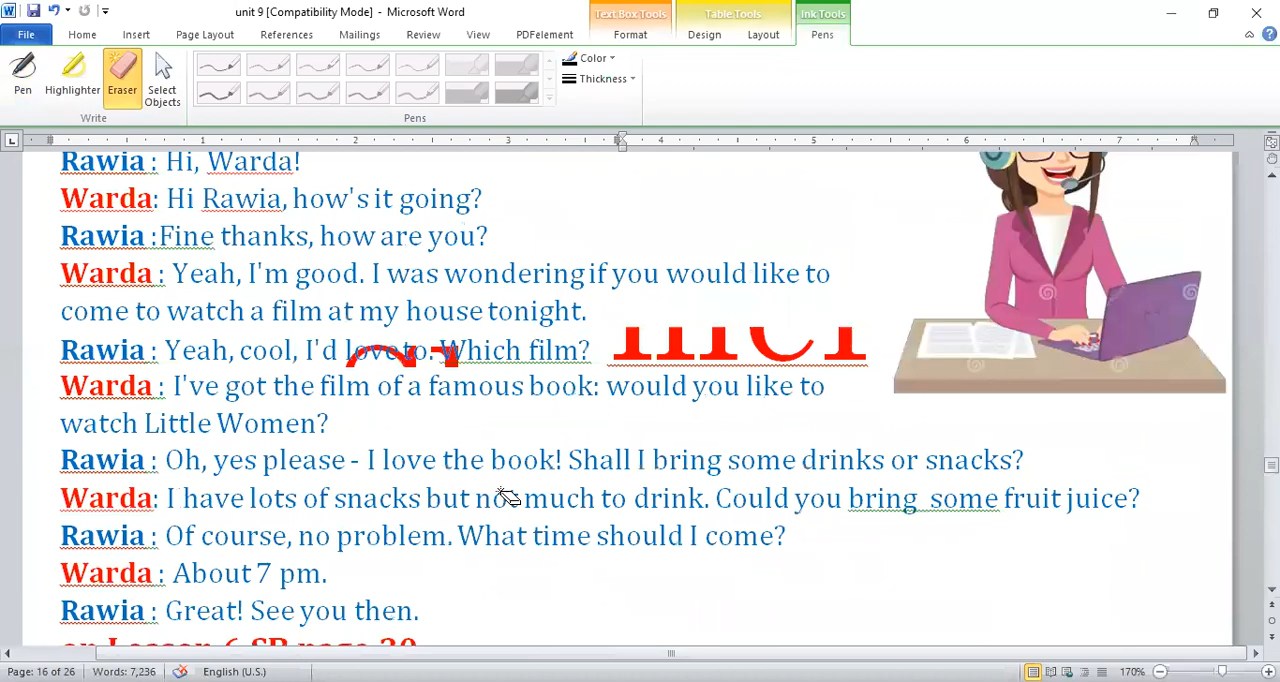 unit 9 [Compatibility Mode] - Microsoft Word
Text Box Tools Table Tools Ink Tools
File Home Insert Page Layout References Mailings Review View PDFelement Format Design Layout Pens
Pen Highlighter Eraser Select Objects
Color
Thickness
Write Pens
1 2 3 4 5 6 7
Rawia : Hi, Warda!
Warda: Hi Rawia, how's it going?
Rawia :Fine thanks, how are you?
Warda : Yeah, I'm good. I was wondering if you would like to
come to watch a film at my house tonight.
Rawia : Yeah, cool, I'd love to. Which film?
Warda : I've got the film of a famous book: would you like to
watch Little Women?
Rawia : Oh, yes please - I love the book! Shall I bring some drinks or snacks?
Warda: I have lots of snacks but not much to drink. Could you bring some fruit juice?
Rawia : Of course, no problem. What time should I come?
Warda : About 7 pm.
Rawia : Great! See you then.
Page: 16 of 26 Words: 7,236 English (U.S.) 170%